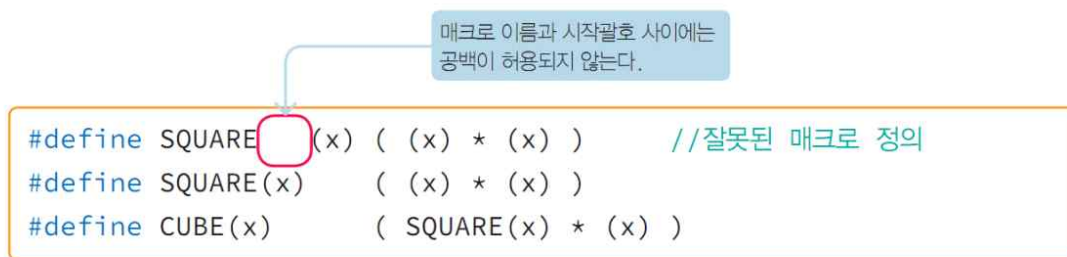 매크로 이름과 시작괄호 사이에는
공백이 허용되지 않는다.
#define SQUARE (x) ( (x) * (x) ) //잘못된 매크로 정의
#define SQUARE(x) ( (x) * (x) )
#define CUBE(x) ( SQUARE(x) * (x) )